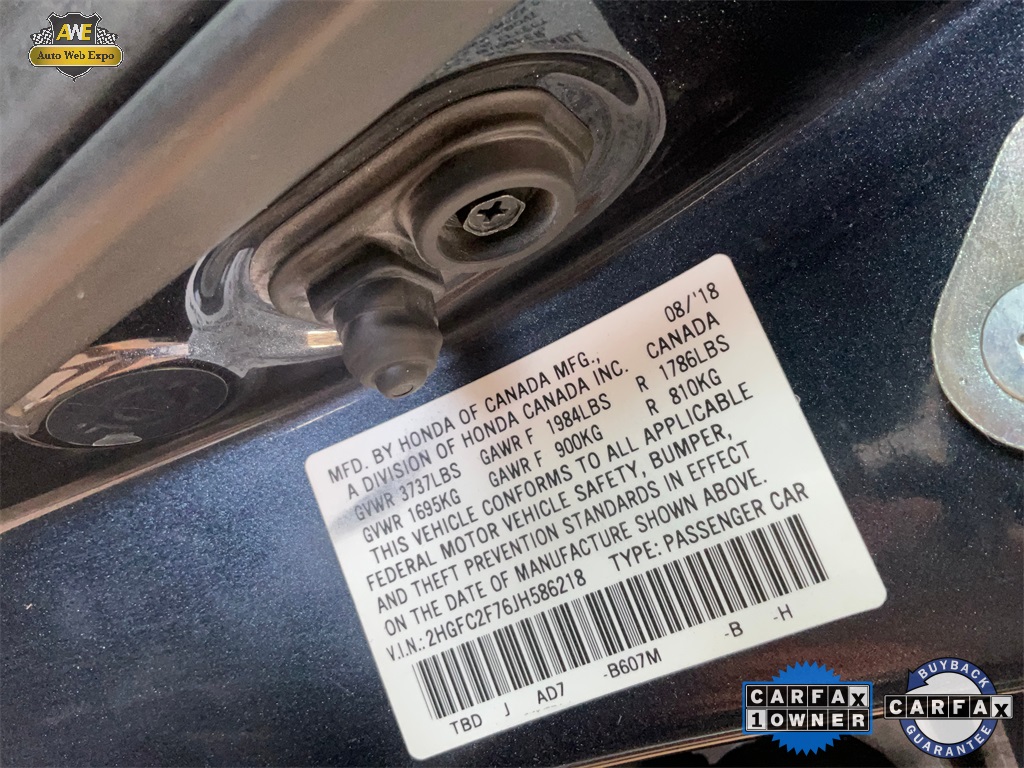 AWE
Auto Web Expo
MFD. BY HONDA OF CANADA MFG., 08/'18
A DIVISION OF HONDA CANADA INC. CANADA
GVWR 3737LBS GAWR F 1984LBS R 1786LBS
GVWR 1695KG GAWR F 900KG R 810KG
THIS VEHICLE CONFORMS TO ALL APPLICABLE
FEDERAL MOTOR VEHICLE SAFETY, BUMPER,
AND THEFT PREVENTION STANDARDS IN EFFECT
ON THE DATE OF MANUFACTURE SHOWN ABOVE.
V.I.N.: 2HGFC2F76JH586218 TYPE: PASSENGER CAR
TBD J AD7 -B607M -B -H
CARFAX
1 OWNER
BUYBACK
CARFAX
GUARANTEE